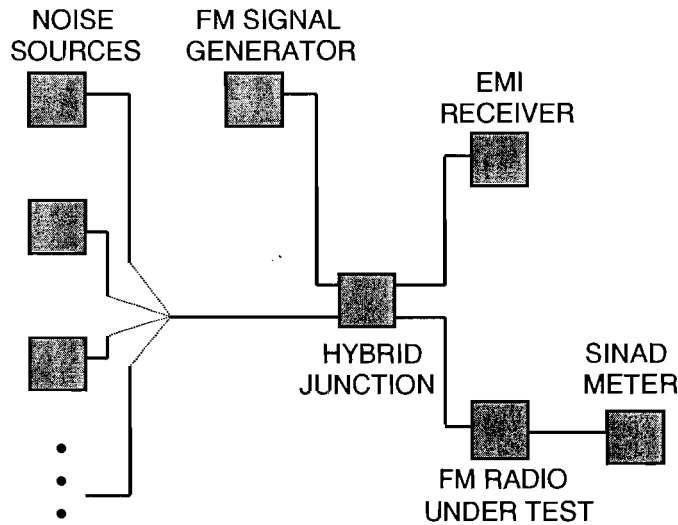 NOISE
SOURCES
FM SIGNAL
GENERATOR
EMI
RECEIVER
HYBRID
JUNCTION
SINAD
METER
FM RADIO
UNDER TEST